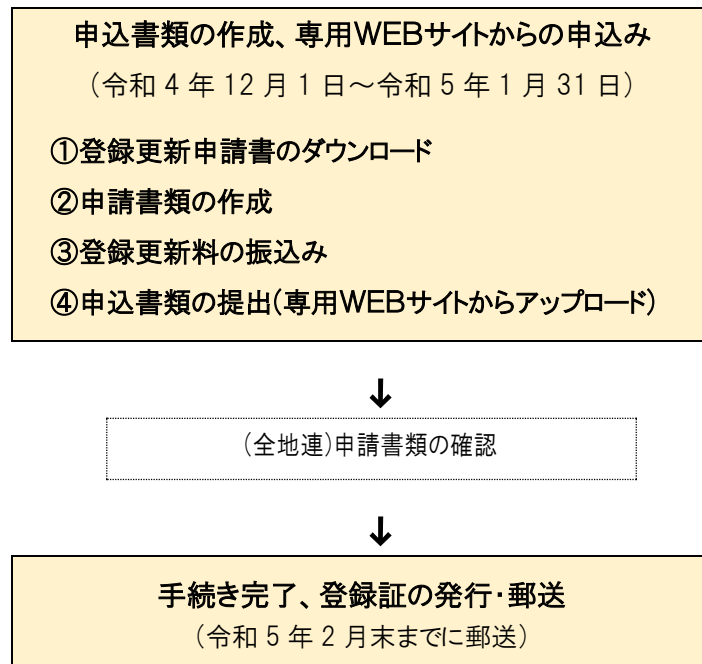 申込書類の作成、専用WEBサイトからの申込み
（令和 4 年 12 月 1 日～令和 5 年 1 月 31 日）
①登録更新申請書のダウンロード
②申請書類の作成
③登録更新料の振込み
④申込書類の提出(専用WEBサイトからアップロード)
↓
（全地連）申請書類の確認
↓
手続き完了、登録証の発行・郵送
（令和 5 年 2 月末までに郵送）